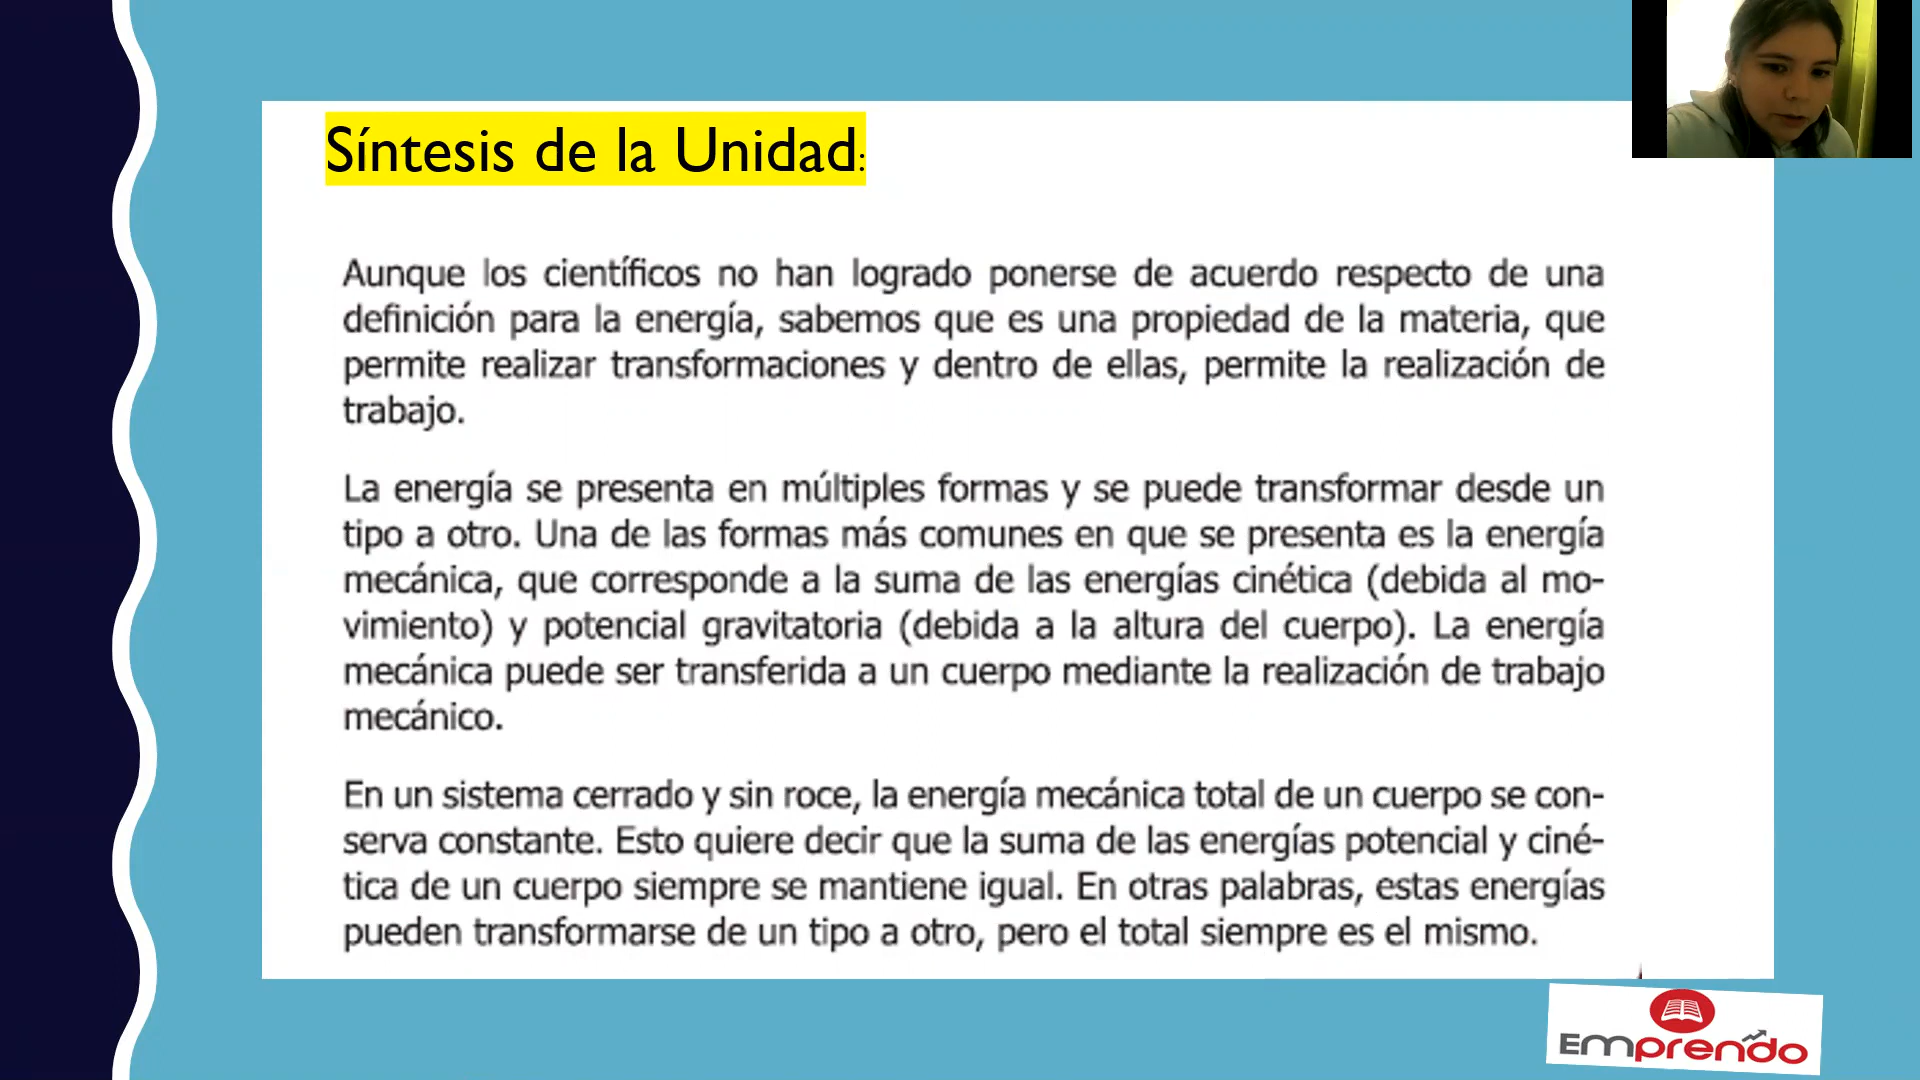 Síntesis de la Unidad:
Aunque los científicos no han logrado ponerse de acuerdo respecto de una
definición para la energía, sabemos que es una propiedad de la materia, que
permite realizar transformaciones y dentro de ellas, permite la realización de
trabajo.
La energía se presenta en múltiples formas y se puede transformar desde un
tipo a otro. Una de las formas más comunes en que se presenta es la energía
mecánica, que corresponde a la suma de las energías cinética (debida al mo-
vimiento) y potencial gravitatoria (debida a la altura del cuerpo). La energía
mecánica puede ser transferida a un cuerpo mediante la realización de trabajo
mecánico.
En un sistema cerrado y sin roce, la energía mecánica total de un cuerpo se con-
serva constante. Esto quiere decir que la suma de las energías potencial y ciné-
tica de un cuerpo siempre se mantiene igual. En otras palabras, estas energías
pueden transformarse de un tipo a otro, pero el total siempre es el mismo.
Emprendo